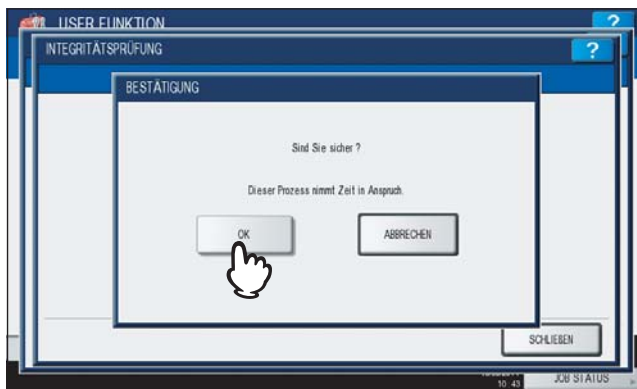 USER FUNKTION
?
INTEGRITÄTSPRÜFUNG
?
BESTÄTIGUNG
Sind Sie sicher ?
Dieser Prozess nimmt Zeit in Anspruch.
OK
ABBRECHEN
SCHLIEßEN
10:43
JOB STATUS